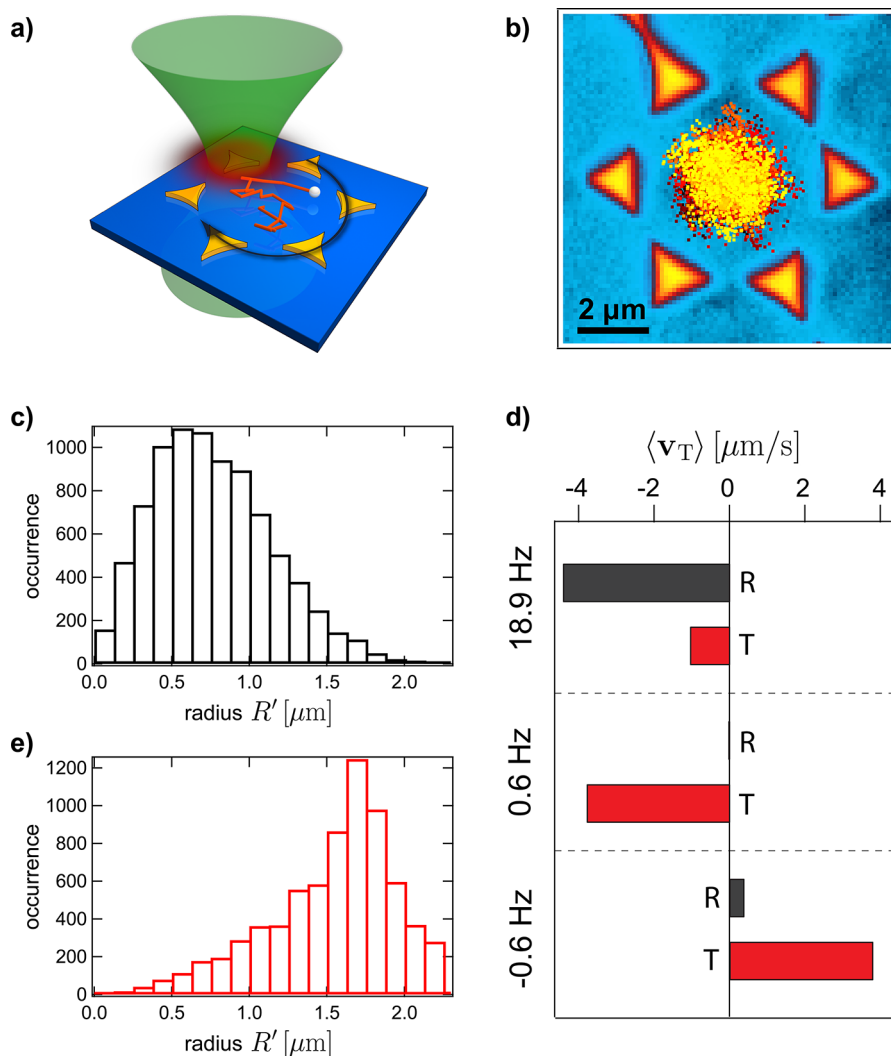 a)
b)
2 μm
c)
occurrence
1000
800
600
400
200
0
0.0 0.5 1.0 1.5 2.0
radius R′ [μm]
d)
⟨v_T⟩ [μm/s]
-4 -2 0 2 4
18.9 Hz
R
T
0.6 Hz
R
T
-0.6 Hz
R
T
e)
occurrence
1200
1000
800
600
400
200
0
0.0 0.5 1.0 1.5 2.0
radius R′ [μm]